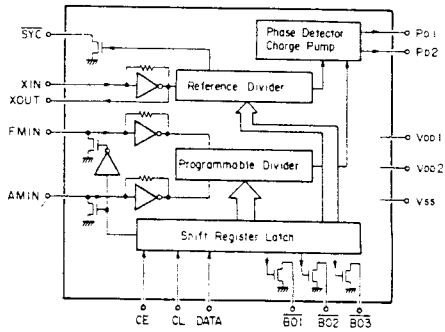 SYC
Phase Detector
Charge Pump
PD1
PD2
XIN
XOUT
Reference Divider
FMIN
VDD1
Programmable Divider
VDD2
AMIN
VSS
Shift Register Latch
CE
CL
DATA
BO1
BO2
BO3